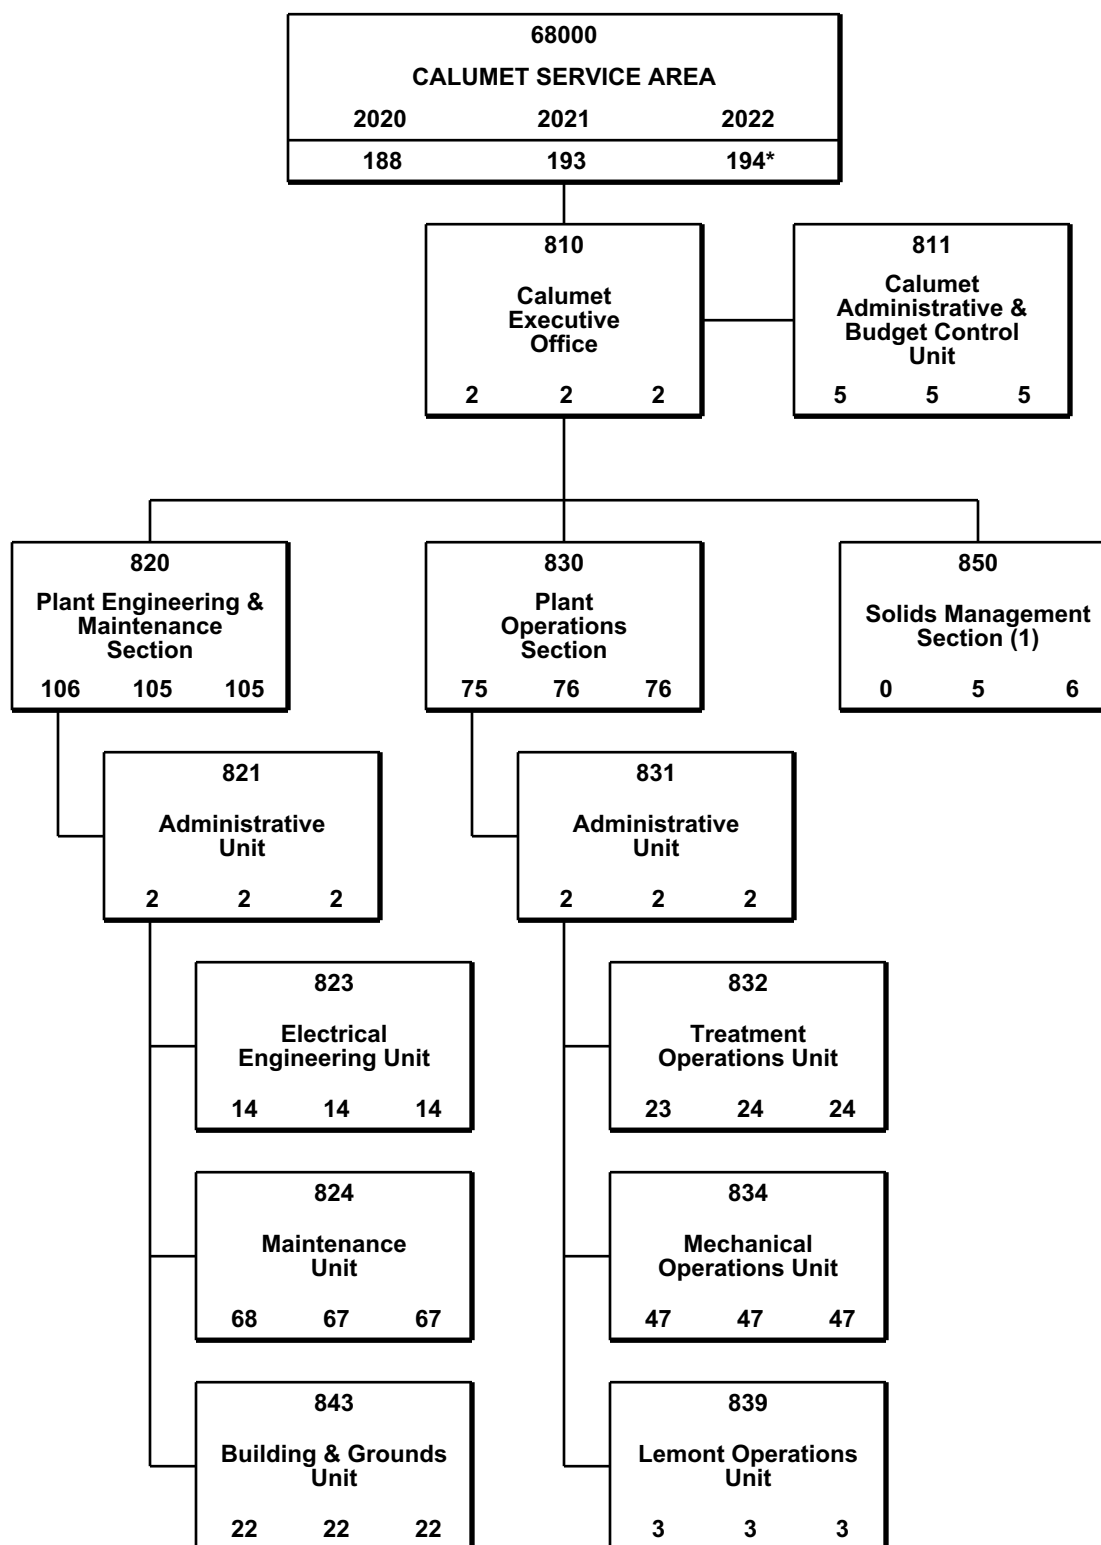 68000
CALUMET SERVICE AREA
2020 2021 2022
188 193 194*
810
Calumet
Executive
Office
2 2 2
811
Calumet
Administrative &
Budget Control
Unit
5 5 5
820
Plant Engineering &
Maintenance
Section
106 105 105
830
Plant
Operations
Section
75 76 76
850
Solids Management
Section (1)
0 5 6
821
Administrative
Unit
2 2 2
831
Administrative
Unit
2 2 2
823
Electrical
Engineering Unit
14 14 14
832
Treatment
Operations Unit
23 24 24
824
Maintenance
Unit
68 67 67
834
Mechanical
Operations Unit
47 47 47
843
Building & Grounds
Unit
22 22 22
839
Lemont Operations
Unit
3 3 3